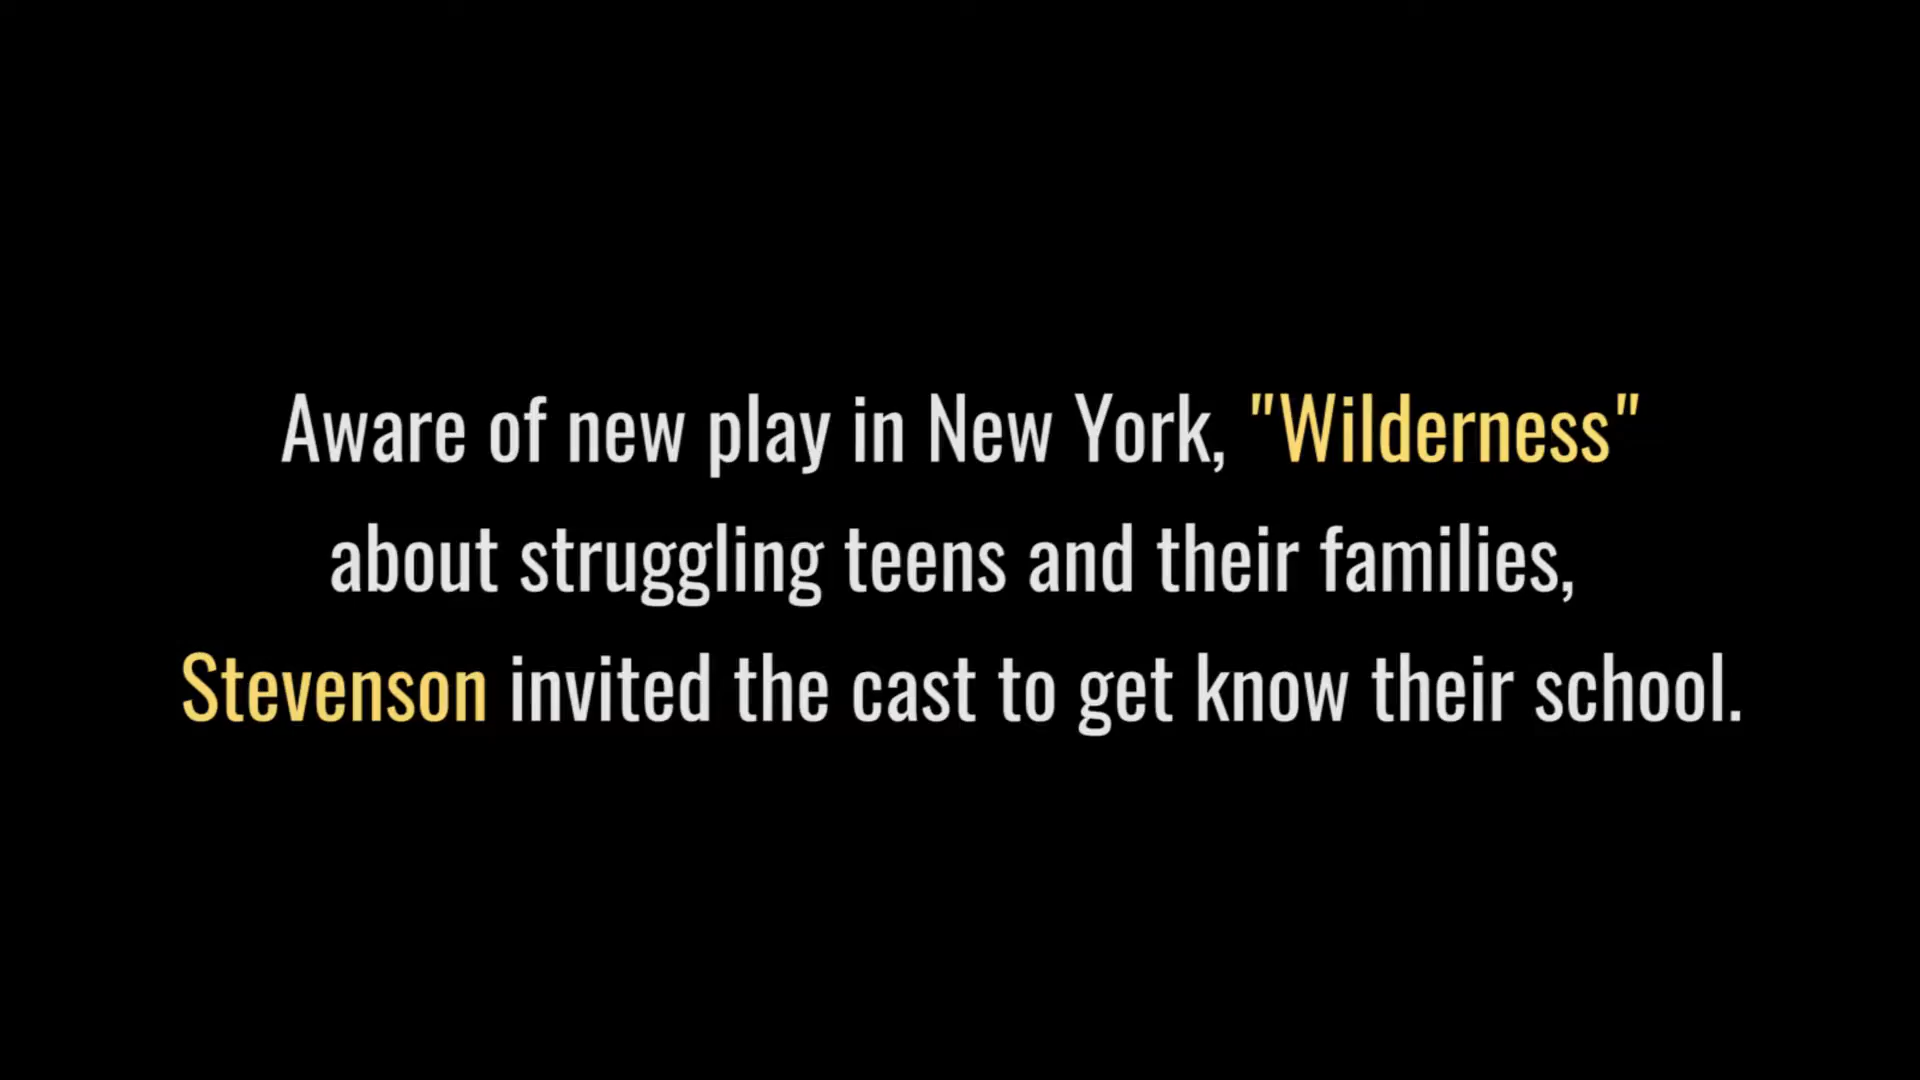 Aware of new play in New York, "Wilderness"
about struggling teens and their families,
Stevenson invited the cast to get know their school.